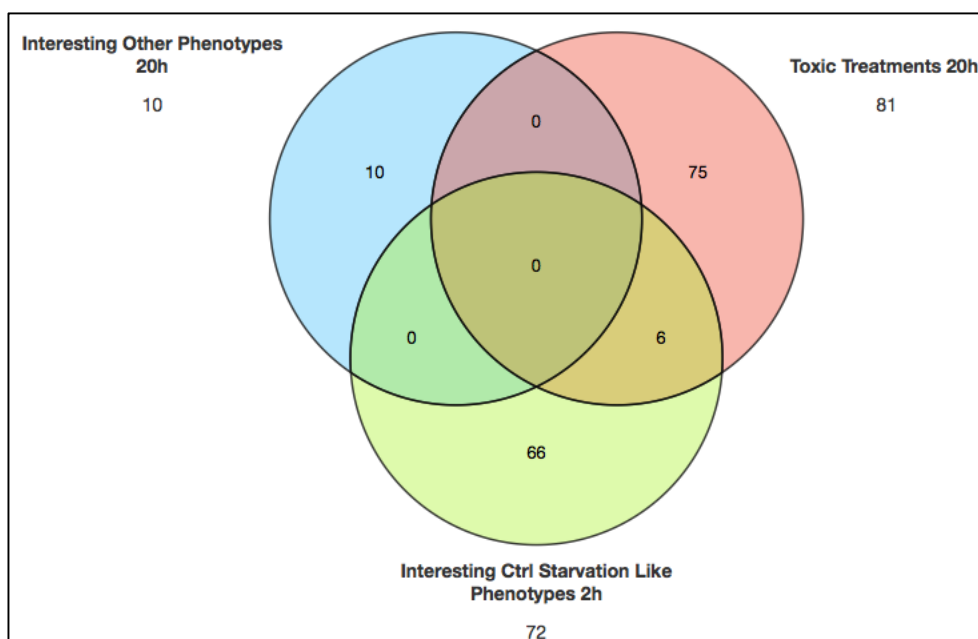 Interesting Other Phenotypes
20h
10
Toxic Treatments 20h
81
0
10
75
0
0
6
66
Interesting Ctrl Starvation Like
Phenotypes 2h
72